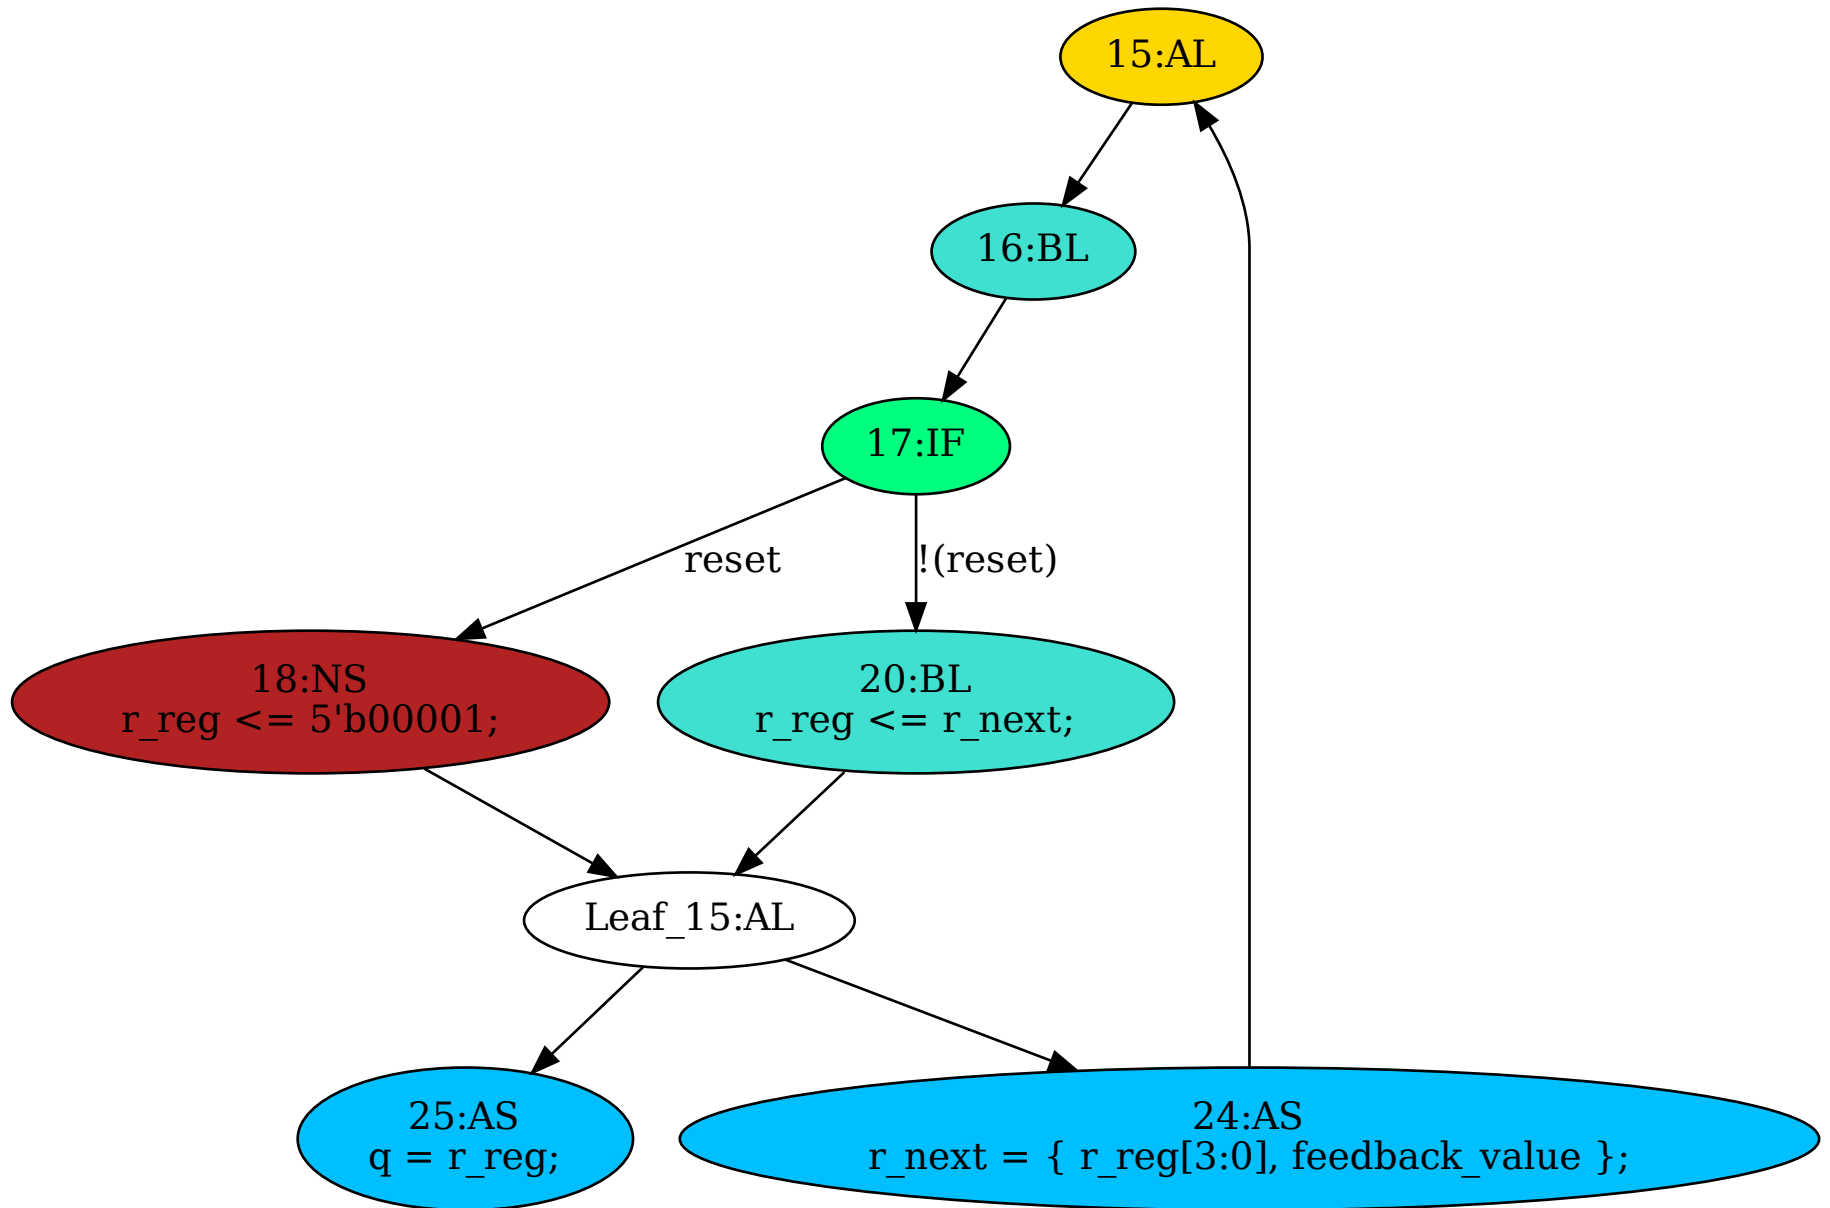 15:AL
16:BL
17:IF
reset
!(reset)
18:NS
r_reg <= 5'b00001;
20:BL
r_reg <= r_next;
Leaf_15:AL
25:AS
q = r_reg;
24:AS
r_next = { r_reg[3:0], feedback_value };